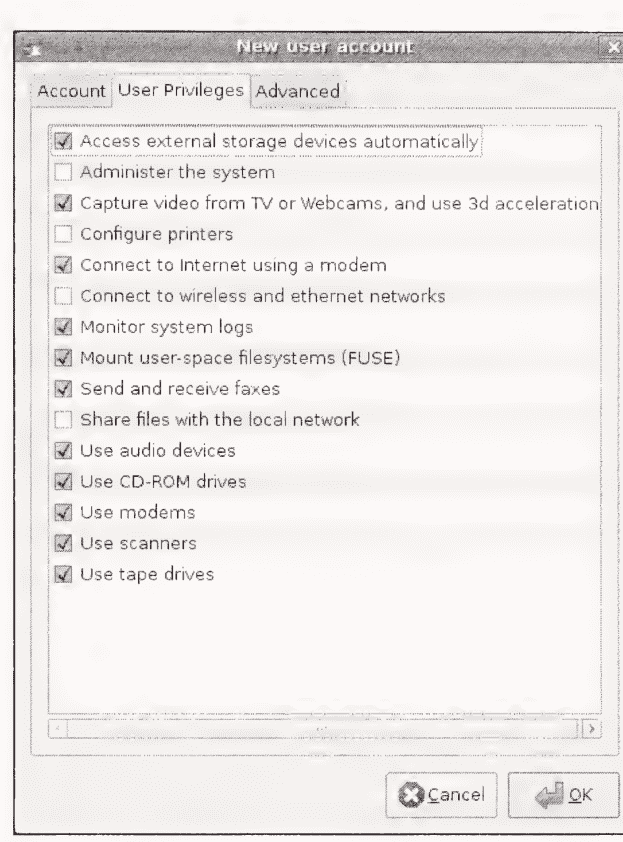 New user account
Account User Privileges Advanced
Access external storage devices automatically
Administer the system
Capture video from TV or Webcams, and use 3d acceleration
Configure printers
Connect to Internet using a modem
Connect to wireless and ethernet networks
Monitor system logs
Mount user-space filesystems (FUSE)
Send and receive faxes
Share files with the local network
Use audio devices
Use CD-ROM drives
Use modems
Use scanners
Use tape drives
Cancel OK